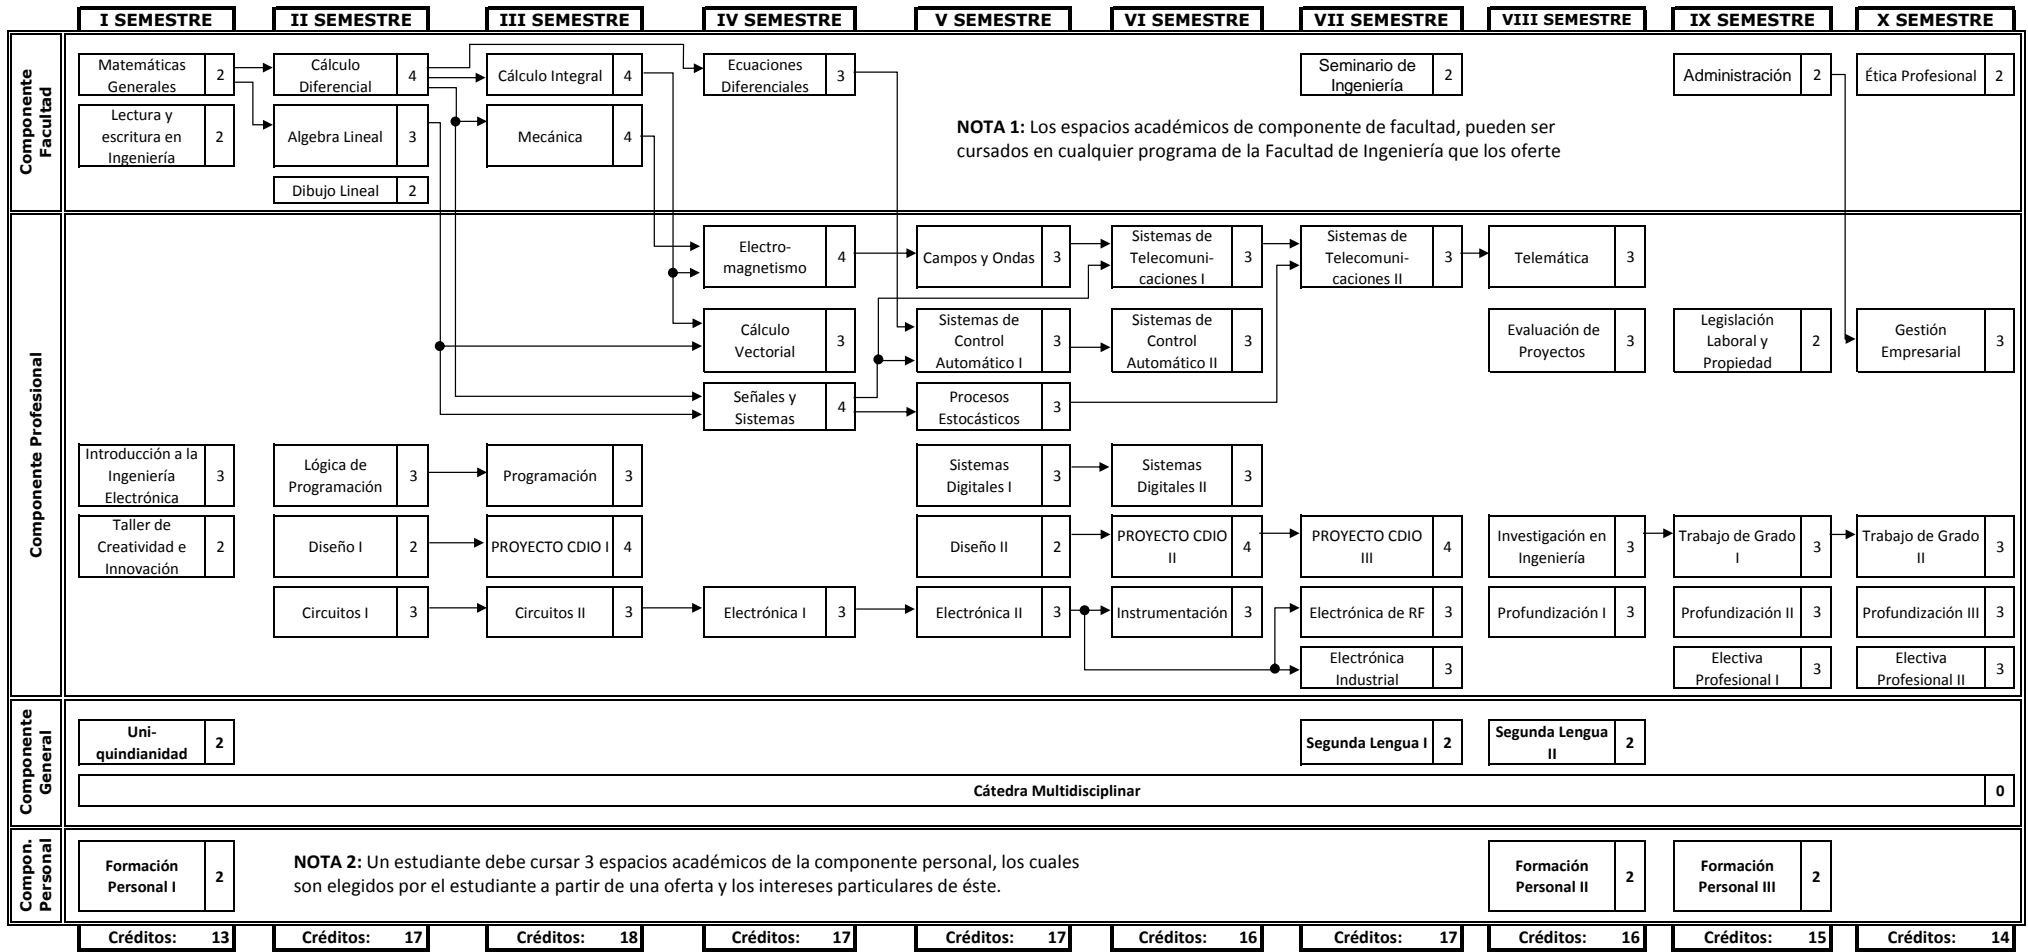 I SEMESTRE
II SEMESTRE
III SEMESTRE
IV SEMESTRE
V SEMESTRE
VI SEMESTRE
VII SEMESTRE
VIII SEMESTRE
IX SEMESTRE
X SEMESTRE
Componente
Facultad
Matemáticas
Generales
2
Cálculo
Diferencial
4
Cálculo Integral
4
Ecuaciones
Diferenciales
3
Seminario de
Ingeniería
2
Administración
2
Ética Profesional
2
Lectura y
escritura en
Ingeniería
2
Algebra Lineal
3
Mecánica
4
NOTA 1: Los espacios académicos de componente de facultad, pueden ser
cursados en cualquier programa de la Facultad de Ingeniería que los oferte
Dibujo Lineal
2
Componente Profesional
Electro-
magnetismo
4
Campos y Ondas
3
Sistemas de
Telecomuni-
caciones I
3
Sistemas de
Telecomuni-
caciones II
3
Telemática
3
Cálculo
Vectorial
3
Sistemas de
Control
Automático I
3
Sistemas de
Control
Automático II
3
Evaluación de
Proyectos
3
Legislación
Laboral y
Propiedad
2
Gestión
Empresarial
3
Señales y
Sistemas
4
Procesos
Estocásticos
3
Introducción a la
Ingeniería
Electrónica
3
Lógica de
Programación
3
Programación
3
Sistemas
Digitales I
3
Sistemas
Digitales II
3
Taller de
Creatividad e
Innovación
2
Diseño I
2
PROYECTO CDIO I
4
Diseño II
2
PROYECTO CDIO
II
4
PROYECTO CDIO
III
4
Investigación en
Ingeniería
3
Trabajo de Grado
I
3
Trabajo de Grado
II
3
Circuitos I
3
Circuitos II
3
Electrónica I
3
Electrónica II
3
Instrumentación
3
Electrónica de RF
3
Profundización I
3
Profundización II
3
Profundización III
3
Electrónica
Industrial
3
Electiva
Profesional I
3
Electiva
Profesional II
3
Componente
General
Uni-
quindianidad
2
Segunda Lengua I
2
Segunda Lengua
II
2
Cátedra Multidisciplinar
0
Compon.
Personal
Formación
Personal I
2
NOTA 2: Un estudiante debe cursar 3 espacios académicos de la componente personal, los cuales
son elegidos por el estudiante a partir de una oferta y los intereses particulares de éste.
Formación
Personal II
2
Formación
Personal III
2
Créditos: 13
Créditos: 17
Créditos: 18
Créditos: 17
Créditos: 17
Créditos: 16
Créditos: 17
Créditos: 16
Créditos: 15
Créditos: 14